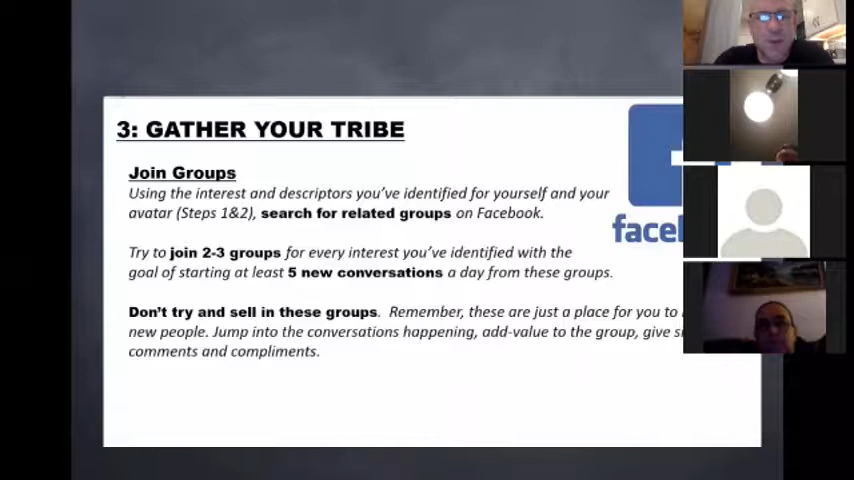 3: GATHER YOUR TRIBE
Join Groups
Using the interest and descriptors you've identified for yourself and your
avatar (Steps 1&2), search for related groups on Facebook.
Try to join 2-3 groups for every interest you've identified with the
goal of starting at least 5 new conversations a day from these groups.
Don't try and sell in these groups. Remember, these are just a place for you to
new people. Jump into the conversations happening, add-value to the group, give
comments and compliments.
faceb